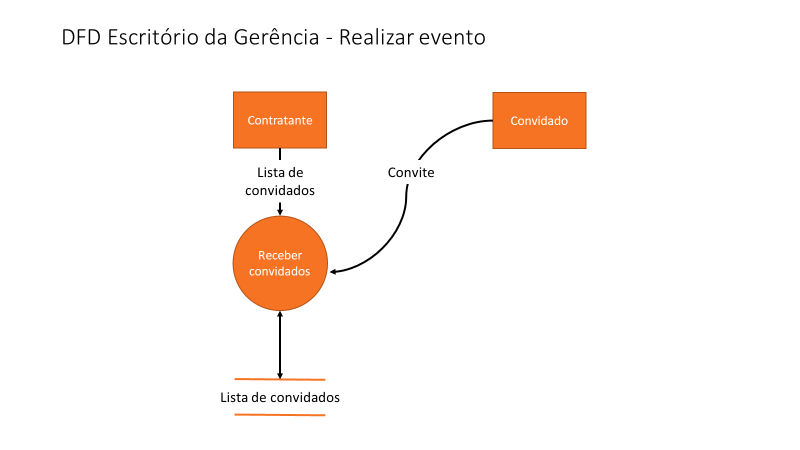 DFD Escritório da Gerência - Realizar evento
Contratante
Convidado
Lista de
convidados
Convite
Receber
convidados
Lista de convidados